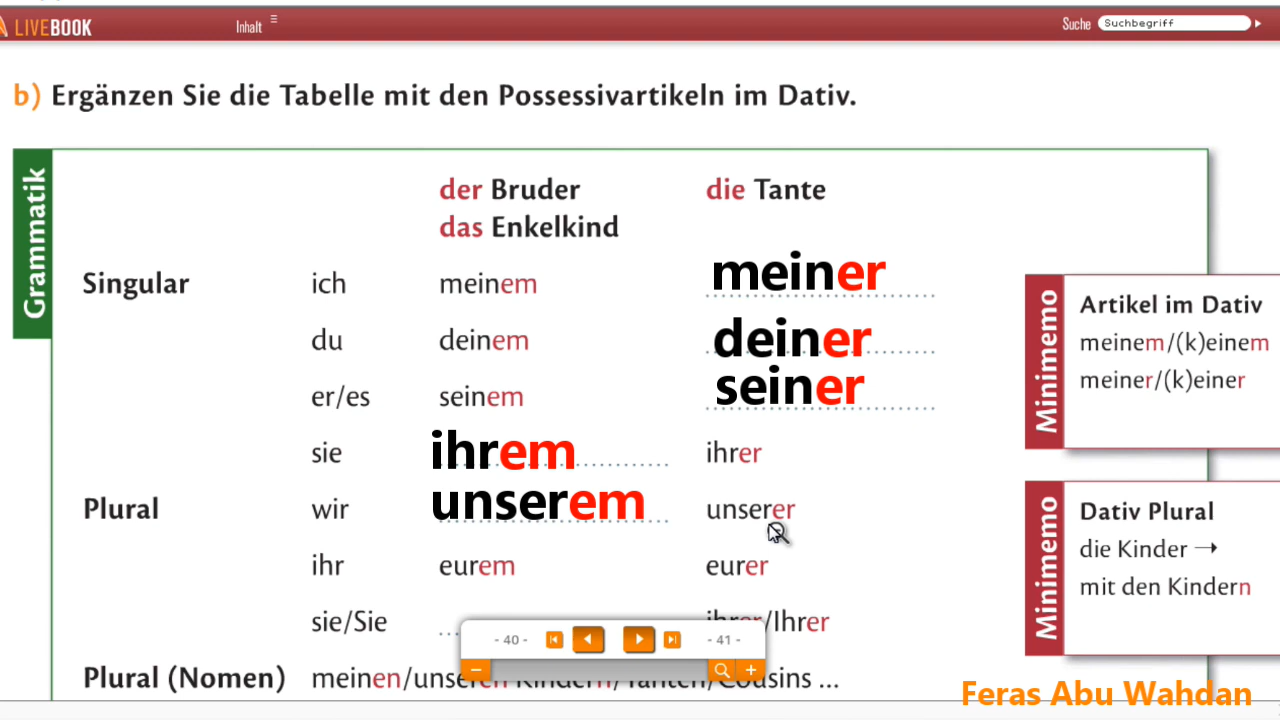 LIVEBOOK Inhalt Suche Suchbegriff
b) Ergänzen Sie die Tabelle mit den Possessivartikeln im Dativ.
Grammatik
der Bruder die Tante
das Enkelkind
Singular ich meinem meiner
du deinem deiner
er/es seinem seiner
sie ihrem ihrer
Plural wir unserem unserer
ihr eurem eurer
sie/Sie ihrer/Ihrer
Plural (Nomen) meinen/unseren Kindern/Tanten/Cousins ...
Minimemo
Artikel im Dativ
meinem/(k)einem
meiner/(k)einer
Minimemo
Dativ Plural
die Kinder →
mit den Kindern
- 40 - - 41 -
Feras Abu Wahdan